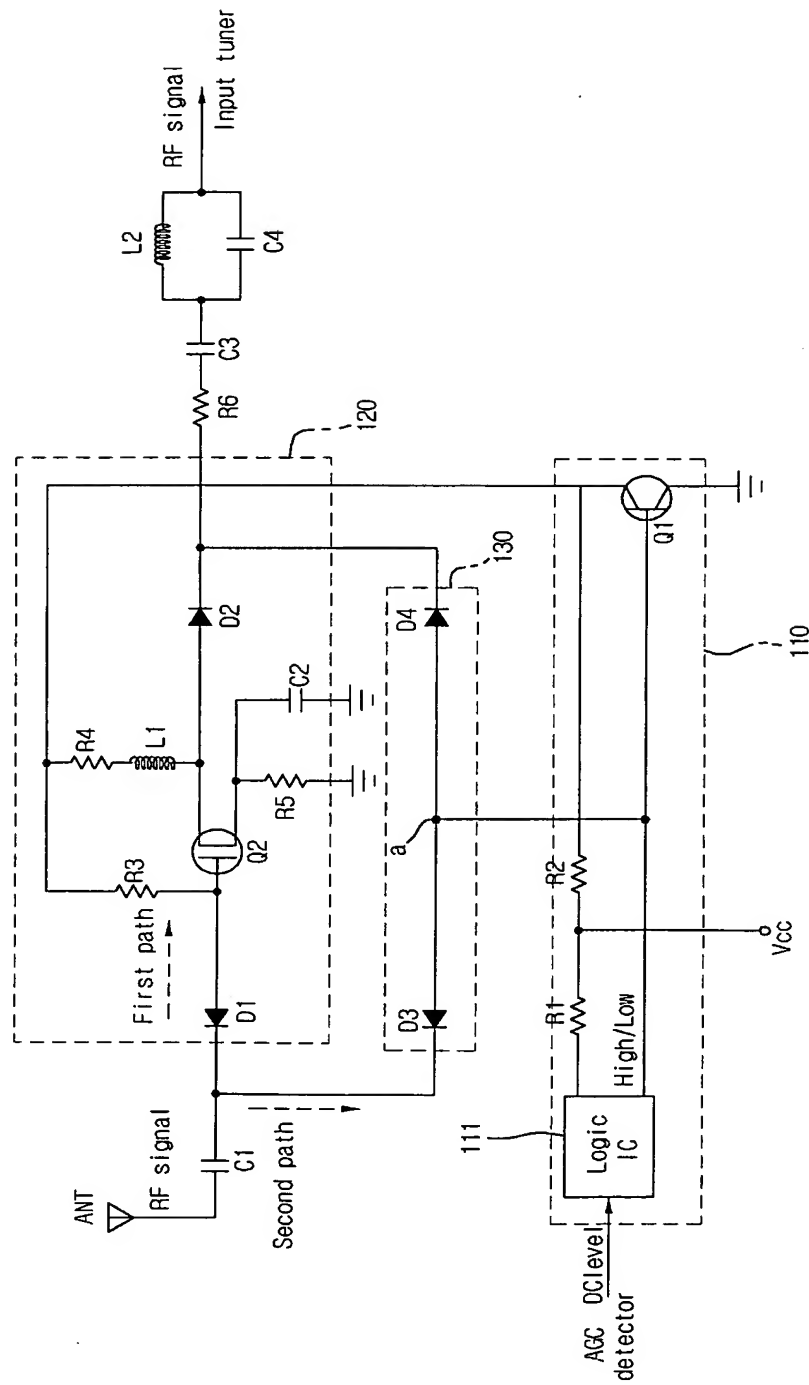 ANT
RF signal
C1
Second path
First path
D1
R3
Q2
R4
L1
R5
C2
D2
120
R6
C3
L2
C4
RF signal
Input tuner
D3
a
D4
130
AGC DClevel
detector
111
Logic
IC
High/Low
R1
R2
Vcc
Q1
110